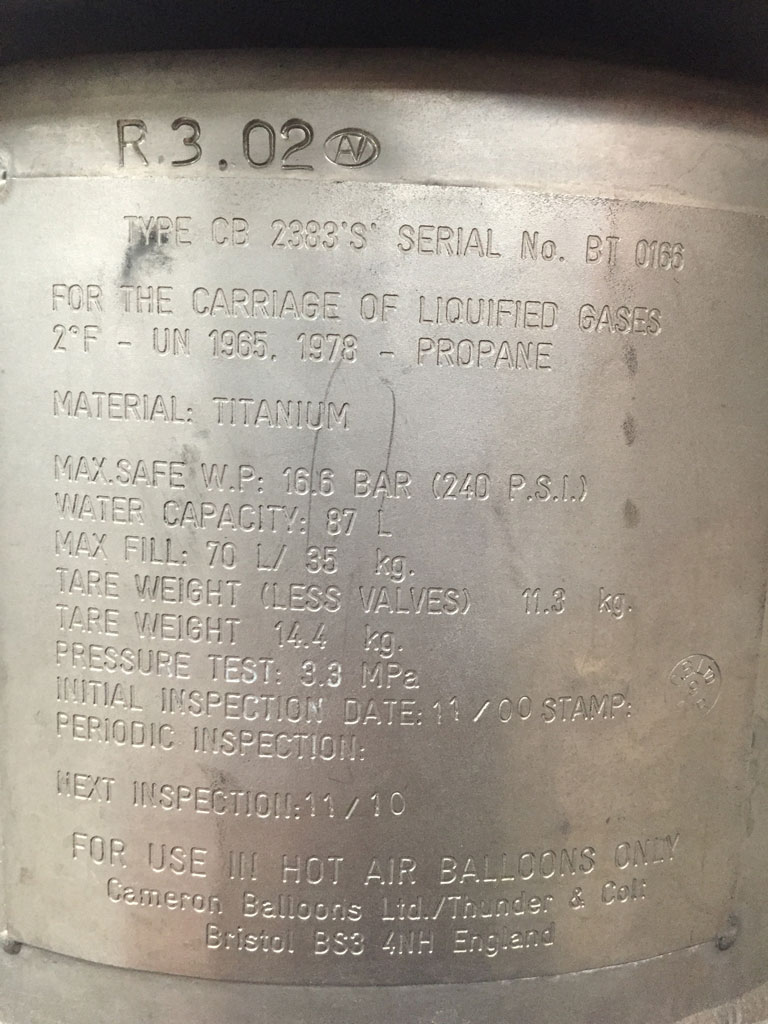 R.3.02 AV
TYPE CB 2383'S' SERIAL No. BT 0166
FOR THE CARRIAGE OF LIQUIFIED GASES
2°F - UN 1965, 1978 - PROPANE
MATERIAL: TITANIUM
MAX.SAFE W.P: 16.6 BAR (240 P.S.I.)
WATER CAPACITY: 87 L
MAX FILL: 70 L/ 35 kg.
TARE WEIGHT (LESS VALVES) 11.3 kg.
TARE WEIGHT 14.4 kg.
PRESSURE TEST: 3.3 MPa
INITIAL INSPECTION DATE: 11/00 STAMP:
PERIODIC INSPECTION:
NEXT INSPECTION: 11/10
FOR USE IN HOT AIR BALLOONS ONLY
Cameron Balloons Ltd./Thunder & Colt
Bristol BS3 4NH England